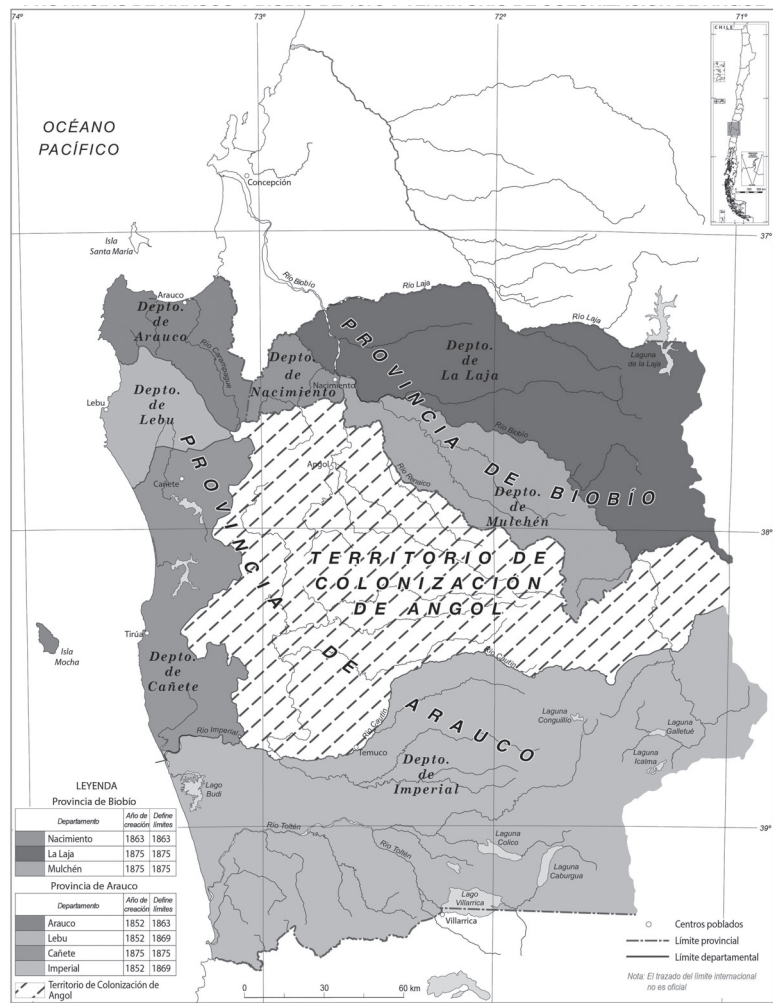 74°
73°
72°
71°
CHILE
OCÉANO
PACÍFICO
Concepción
37°
Isla
Santa María
Río Biobío
Río Laja
Río Laja
Arauco
Depto.
de
Arauco
Río Carampague
Depto.
de
Nacimiento
Nacimiento
PROVINCIA DE BIOBÍO
Depto.
de
La Laja
Laguna
de la Laja
Lebu
Depto.
de
Lebu
Río Biobío
PROVINCIA DE ARAUCO
Angol
Río Renaico
Cañete
Depto.
de
Mulchén
38°
TERRITORIO DE
COLONIZACIÓN
DE ANGOL
Isla
Mocha
Tirúa
Depto.
de
Cañete
Río Cautín
Río Cautín
Laguna
Conguillío
Laguna
Galletué
Laguna
Icalma
Río Imperial
Temuco
Depto.
de
Imperial
Lago
Budi
39°
Río Toltén
Río Toltén
Laguna
Colico
Laguna
Caburgua
Lago
Villarrica
Villarrica
LEYENDA
Provincia de Biobío
Departamento Año de creación Define límites
Nacimiento 1863 1863
La Laja 1875 1875
Mulchén 1875 1875
Provincia de Arauco
Departamento Año de creación Define límites
Arauco 1852 1863
Lebu 1852 1869
Cañete 1875 1875
Imperial 1852 1869
Territorio de Colonización de
Angol
0 30 60 km
Centros poblados
Límite provincial
Límite departamental
Nota: El trazado del límite internacional
no es oficial